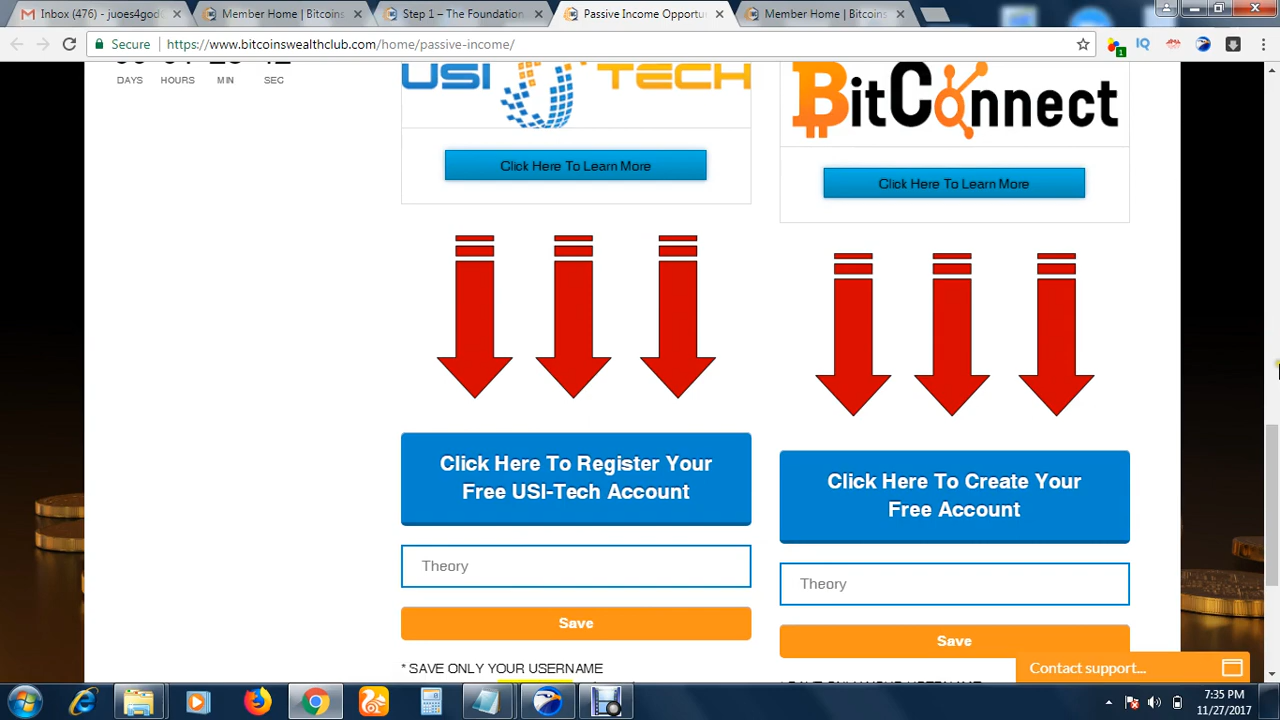 Inbox (476) - juoes4god
Member Home | Bitcoins
Step 1 – The Foundation
Passive Income Opportu
Member Home | Bitcoins
Secure
https://www.bitcoinswealthclub.com/home/passive-income/
1
DAYS HOURS MIN SEC
USI TECH
BitConnect
Click Here To Learn More
Click Here To Learn More
Click Here To Register Your
Free USI-Tech Account
Click Here To Create Your
Free Account
Theory
Theory
Save
Save
* SAVE ONLY YOUR USERNAME
Contact support...
7:35 PM
11/27/2017